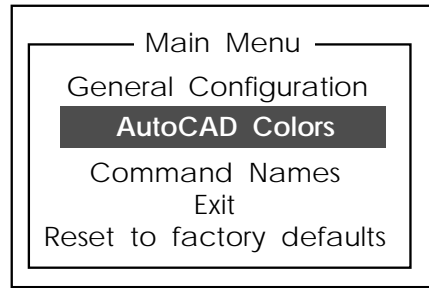 Main Menu
General Configuration
AutoCAD Colors
Command Names
Exit
Reset to factory defaults